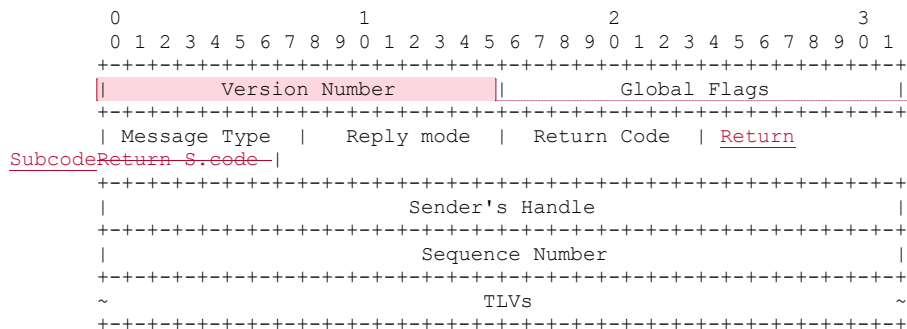 0                   1                   2                   3
 0 1 2 3 4 5 6 7 8 9 0 1 2 3 4 5 6 7 8 9 0 1 2 3 4 5 6 7 8 9 0 1
+-+-+-+-+-+-+-+-+-+-+-+-+-+-+-+-+-+-+-+-+-+-+-+-+-+-+-+-+-+-+-+-+
|         Version Number        |         Global Flags          |
+-+-+-+-+-+-+-+-+-+-+-+-+-+-+-+-+-+-+-+-+-+-+-+-+-+-+-+-+-+-+-+-+
| Message Type  |   Reply mode  |  Return Code  | Return
SubcodeReturn S.code |
+-+-+-+-+-+-+-+-+-+-+-+-+-+-+-+-+-+-+-+-+-+-+-+-+-+-+-+-+-+-+-+-+
|                        Sender's Handle                        |
+-+-+-+-+-+-+-+-+-+-+-+-+-+-+-+-+-+-+-+-+-+-+-+-+-+-+-+-+-+-+-+-+
|                         Sequence Number                       |
+-+-+-+-+-+-+-+-+-+-+-+-+-+-+-+-+-+-+-+-+-+-+-+-+-+-+-+-+-+-+-+-+
~                              TLVs                             ~
+-+-+-+-+-+-+-+-+-+-+-+-+-+-+-+-+-+-+-+-+-+-+-+-+-+-+-+-+-+-+-+-+